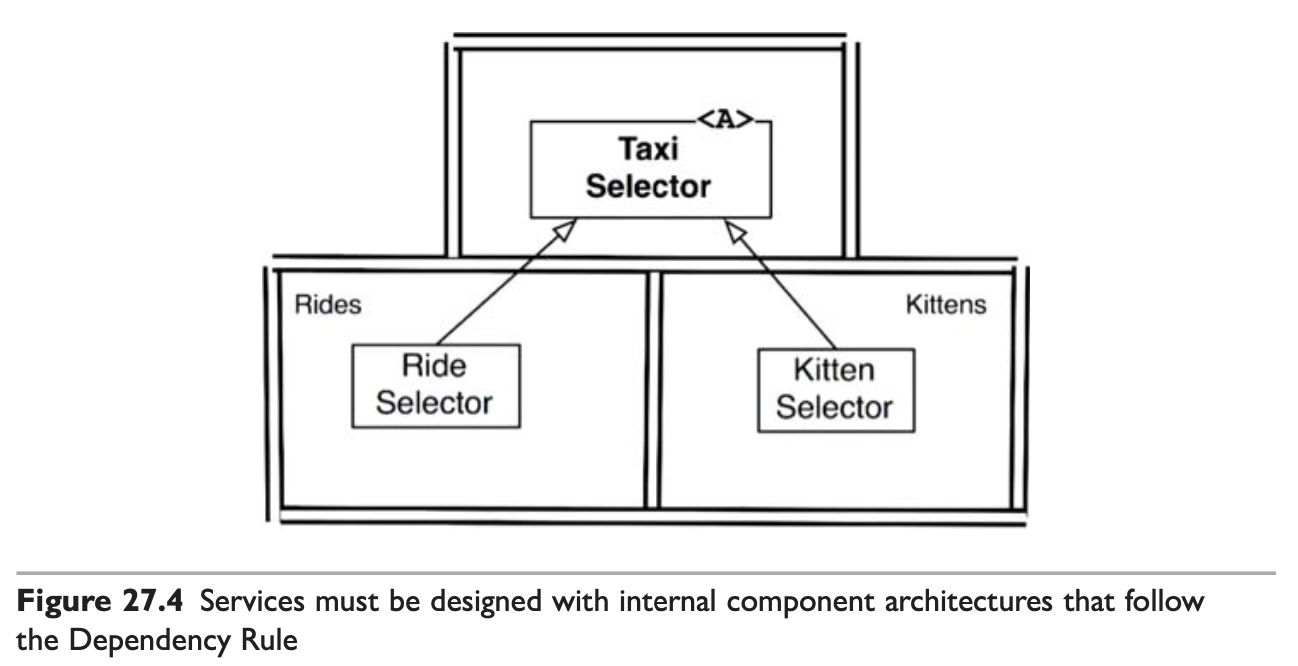 <A>
Taxi
Selector
Rides
Kittens
Ride
Selector
Kitten
Selector
Figure 27.4 Services must be designed with internal component architectures that follow
the Dependency Rule